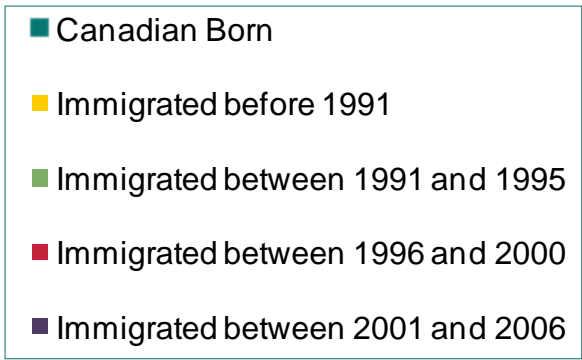 Canadian Born
Immigrated before 1991
Immigrated between 1991 and 1995
Immigrated between 1996 and 2000
Immigrated between 2001 and 2006